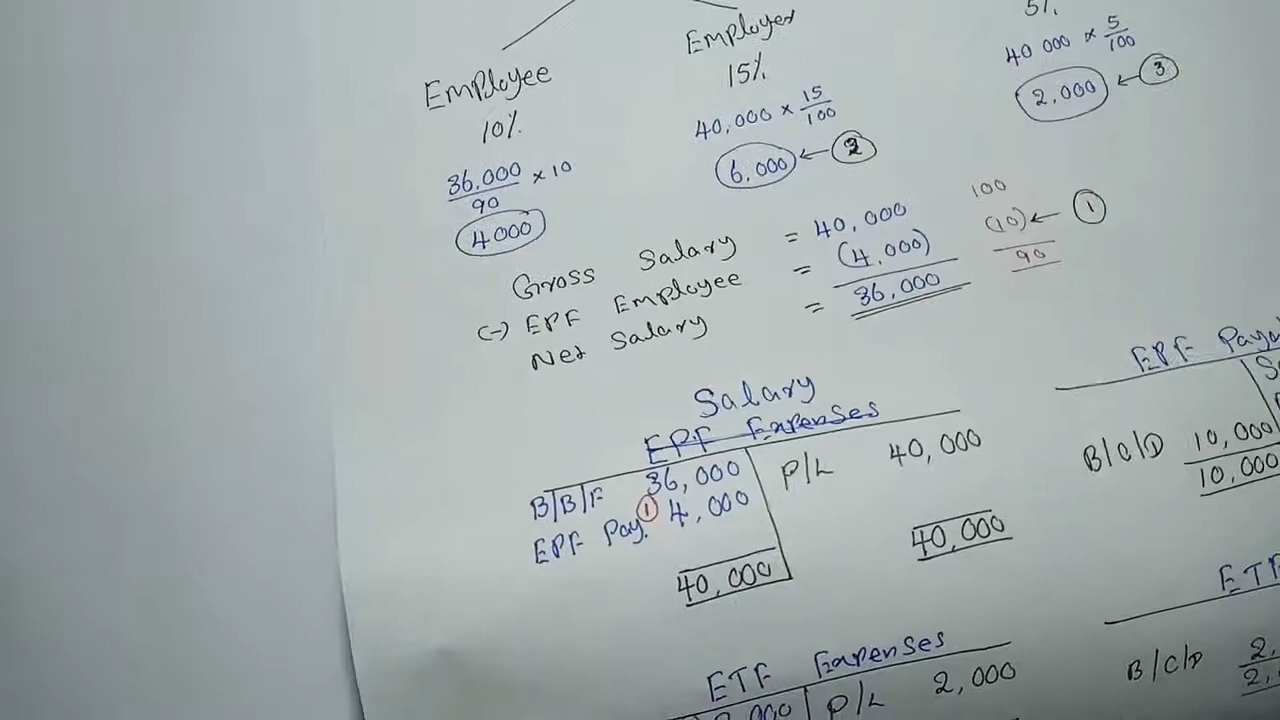 Employee
10%
36,000 × 10
90
4000
Employer
15%
40,000 × 15
100
6,000 ← 2
5%
40 000 × 5
100
2,000 ← 3
Gross Salary = 40,000
(-) EPF Employee = (4,000)
Net Salary = 36,000
100
(10) ← 1
90
Salary
EPF Expenses
B/B/F 36,000 P/L 40,000
EPF Pay. 1 4,000
40,000 40,000
EPF
B/C/D 10,000
10,000
ETF Expenses
P/L 2,000
B/C/D